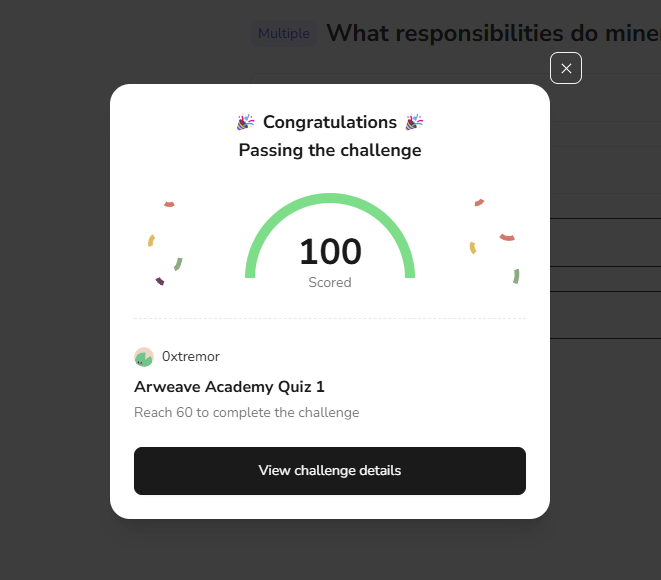 Multiple What responsibilities do mine
Congratulations
Passing the challenge
100
Scored
0xtremor
Arweave Academy Quiz 1
Reach 60 to complete the challenge
View challenge details